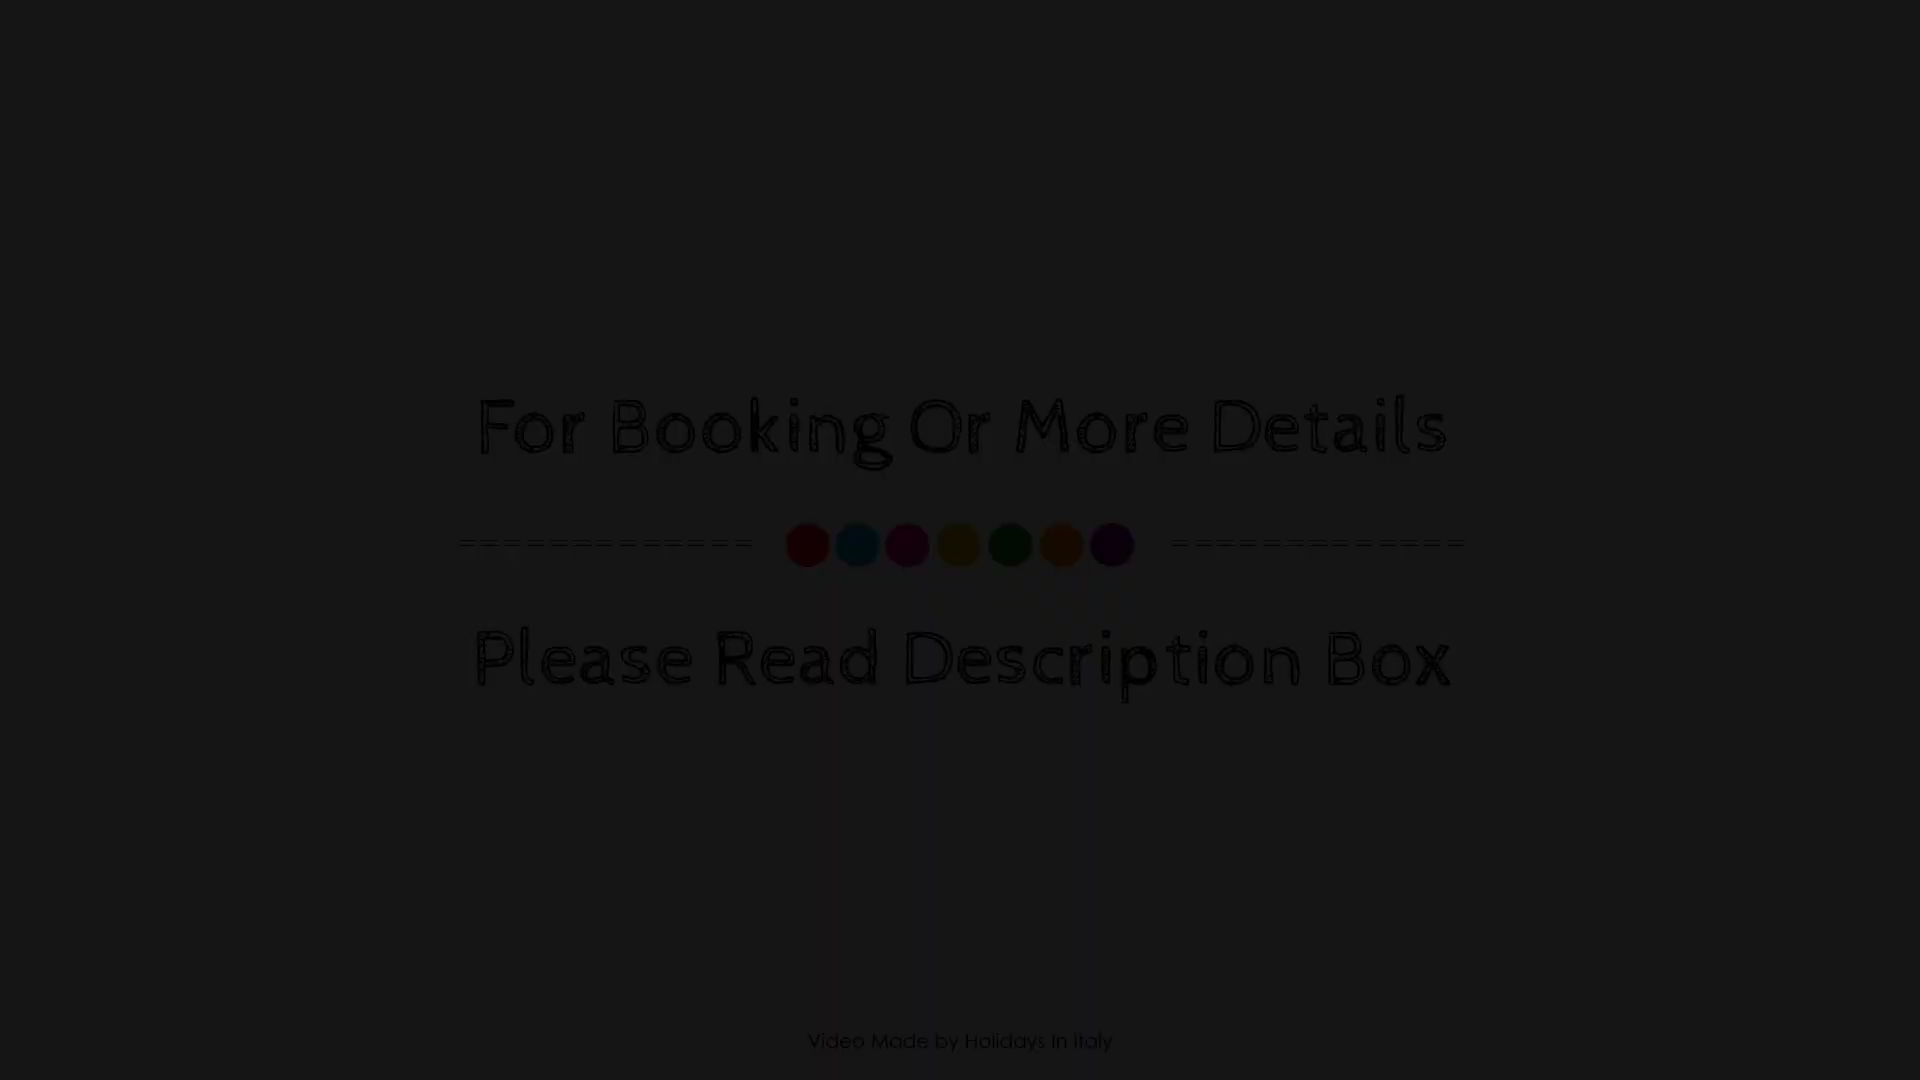 For Booking Or More Details
============= =============
Please Read Description Box
Video Made by Holidays In Italy